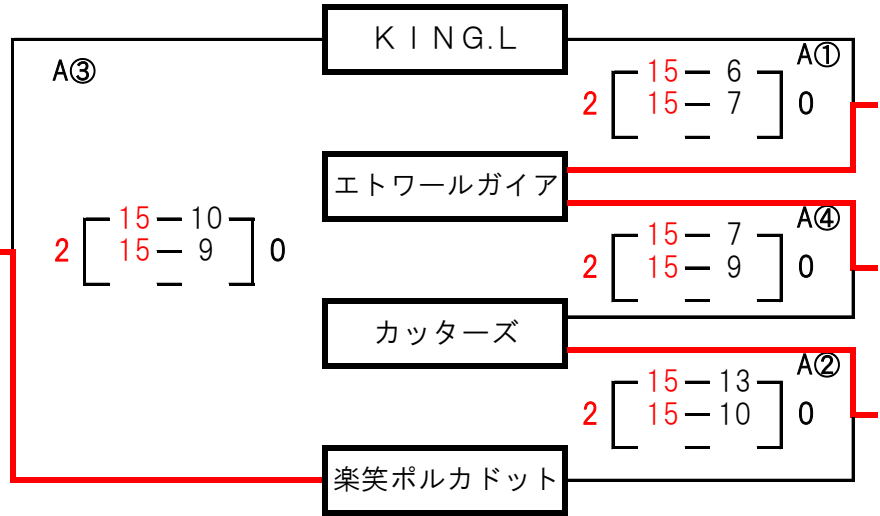 KING.L
A③
2 15 ― 10 0
15 ― 9
A①
2 15 ― 6 0
15 ― 7
エトワールガイア
A④
2 15 ― 7 0
15 ― 9
カッターズ
A②
2 15 ― 13 0
15 ― 10
楽笑ポルカドット